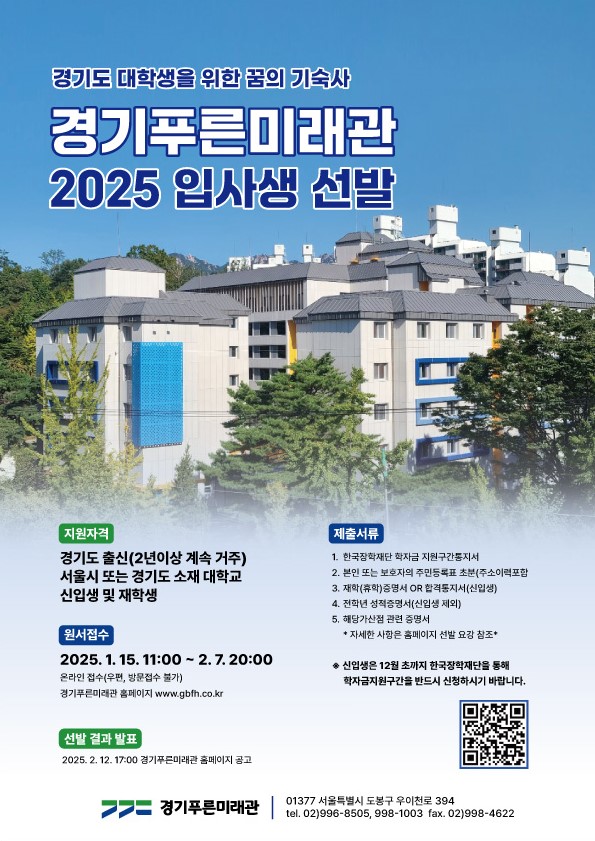 경기도 대학생을 위한 꿈의 기숙사
경기푸른미래관
2025 입사생 선발
지원자격
경기도 출신(2년이상 계속 거주)
서울시 또는 경기도 소재 대학교
신입생 및 재학생
원서접수
2025. 1. 15. 11:00 ~ 2. 7. 20:00
온라인 접수(우편, 방문접수 불가)
경기푸른미래관 홈페이지 www.gbfh.co.kr
선발 결과 발표
2025. 2. 12. 17:00 경기푸른미래관 홈페이지 공고
제출서류
1. 한국장학재단 학자금 지원구간통지서
2. 본인 또는 보호자의 주민등록표 초본(주소이력포함
3. 재학(휴학)증명서 OR 합격통지서(신입생)
4. 전학년 성적증명서(신입생 제외)
5. 해당가산점 관련 증명서
* 자세한 사항은 홈페이지 선발 요강 참조*
※ 신입생은 12월 초까지 한국장학재단을 통해
학자금지원구간을 반드시 신청하시기 바랍니다.
경기푸른미래관
01377 서울특별시 도봉구 우이천로 394
tel. 02)996-8505, 998-1003 fax. 02)998-4622